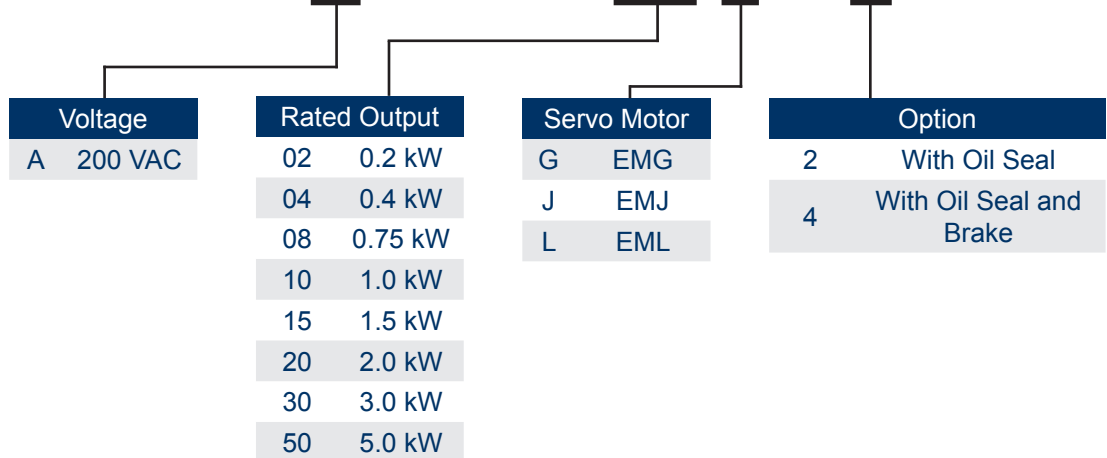 Voltage
A 200 VAC
Rated Output
02 0.2 kW
04 0.4 kW
08 0.75 kW
10 1.0 kW
15 1.5 kW
20 2.0 kW
30 3.0 kW
50 5.0 kW
Servo Motor
G EMG
J EMJ
L EML
Option
2 With Oil Seal
4 With Oil Seal and
Brake